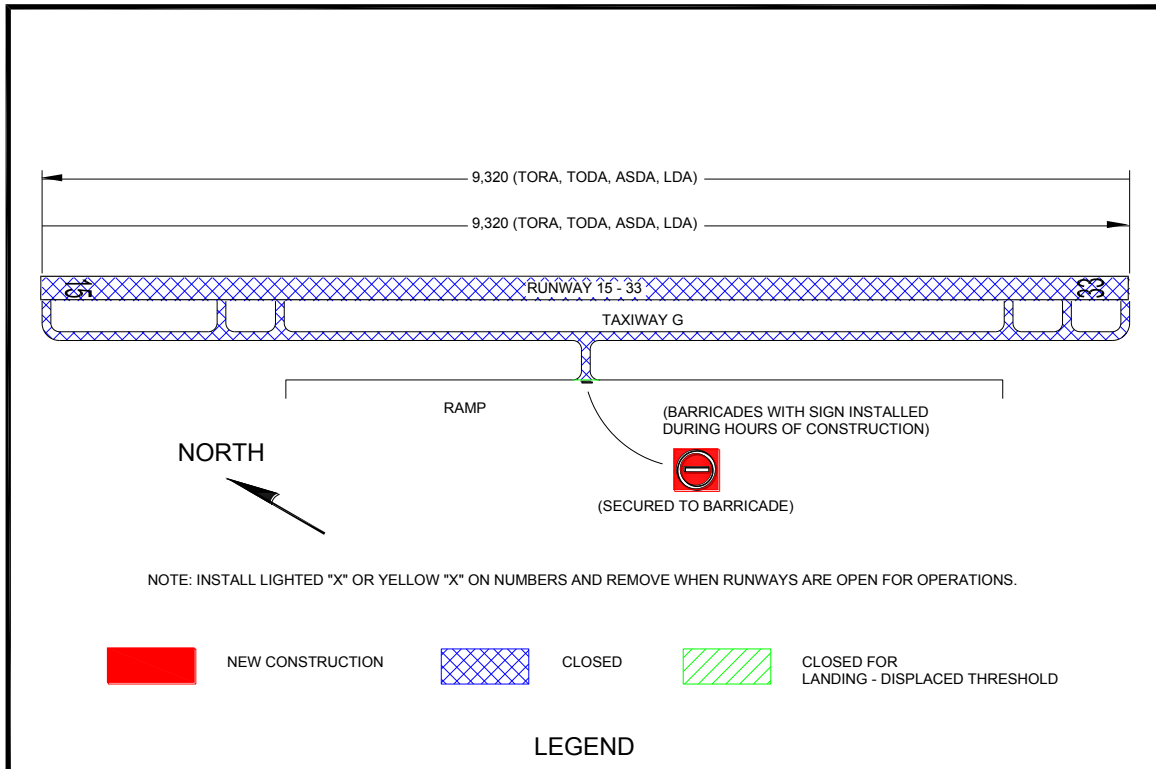 9,320 (TORA, TODA, ASDA, LDA)
9,320 (TORA, TODA, ASDA, LDA)
15
RUNWAY 15 - 33
33
TAXIWAY G
RAMP
(BARRICADES WITH SIGN INSTALLED
DURING HOURS OF CONSTRUCTION)
NORTH
(SECURED TO BARRICADE)
NOTE: INSTALL LIGHTED "X" OR YELLOW "X" ON NUMBERS AND REMOVE WHEN RUNWAYS ARE OPEN FOR OPERATIONS.
NEW CONSTRUCTION
CLOSED
CLOSED FOR
LANDING - DISPLACED THRESHOLD
LEGEND